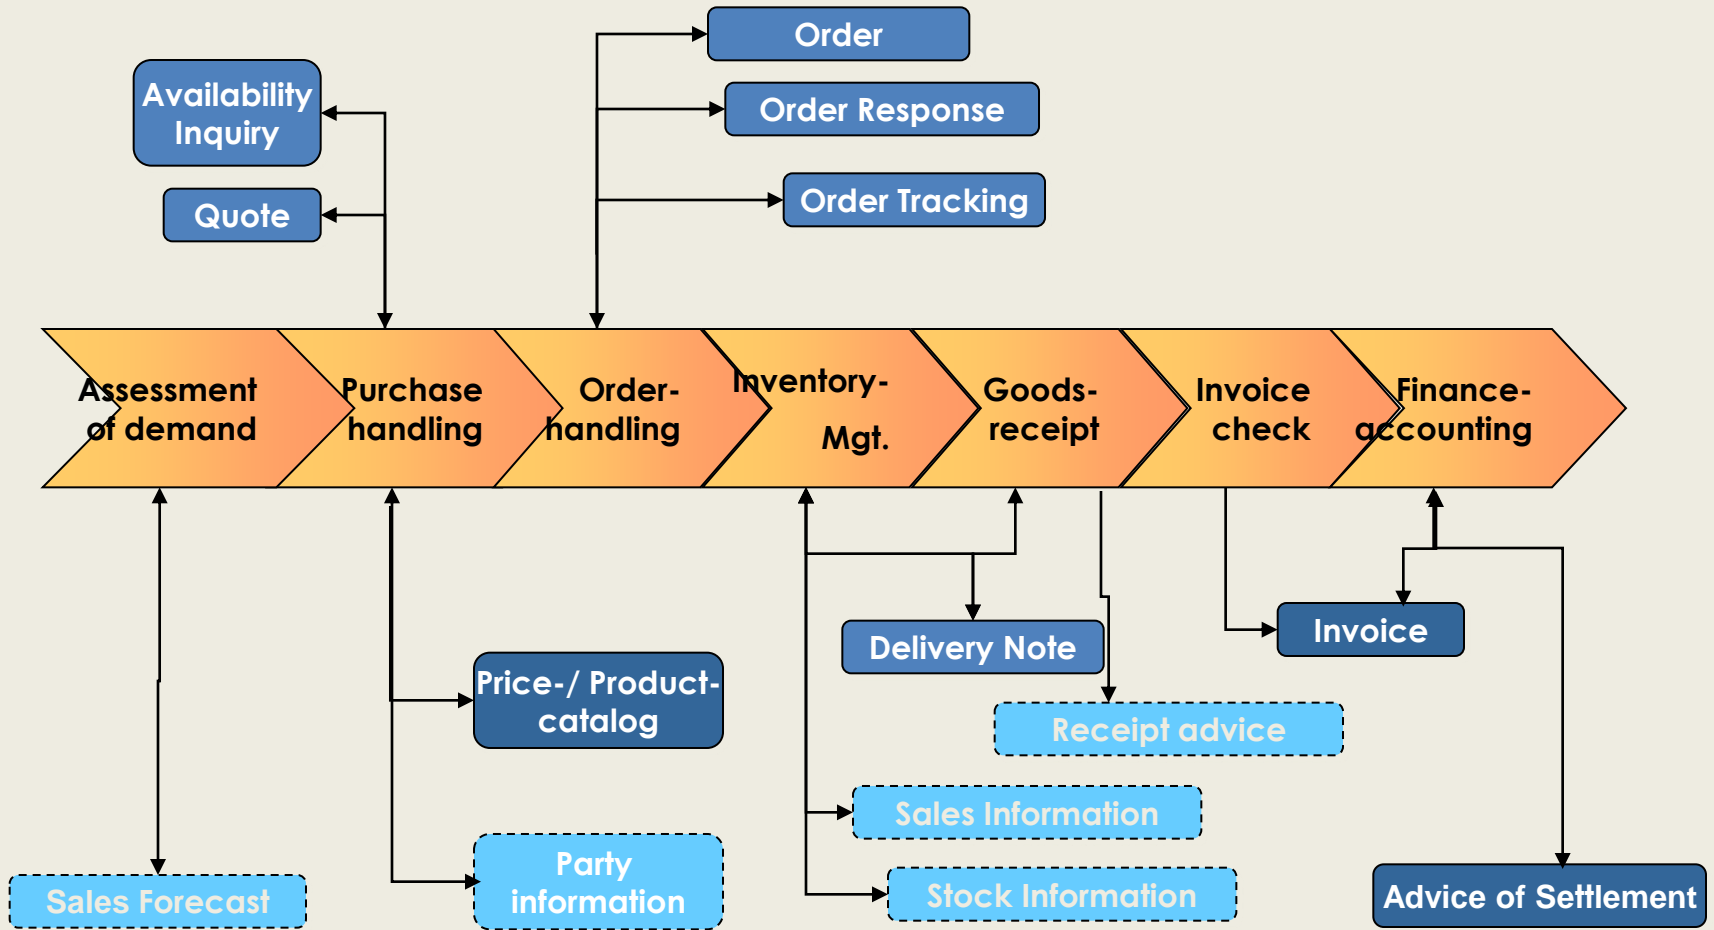 Order
Availability
Inquiry
Order Response
Quote
Order Tracking
Assessment
of demand
Purchase
handling
Order-
handling
Inventory-
Mgt.
Goods-
receipt
Invoice
check
Finance-
accounting
Delivery Note
Invoice
Price-/ Product-
catalog
Receipt advice
Sales Information
Party
information
Stock Information
Sales Forecast
Advice of Settlement